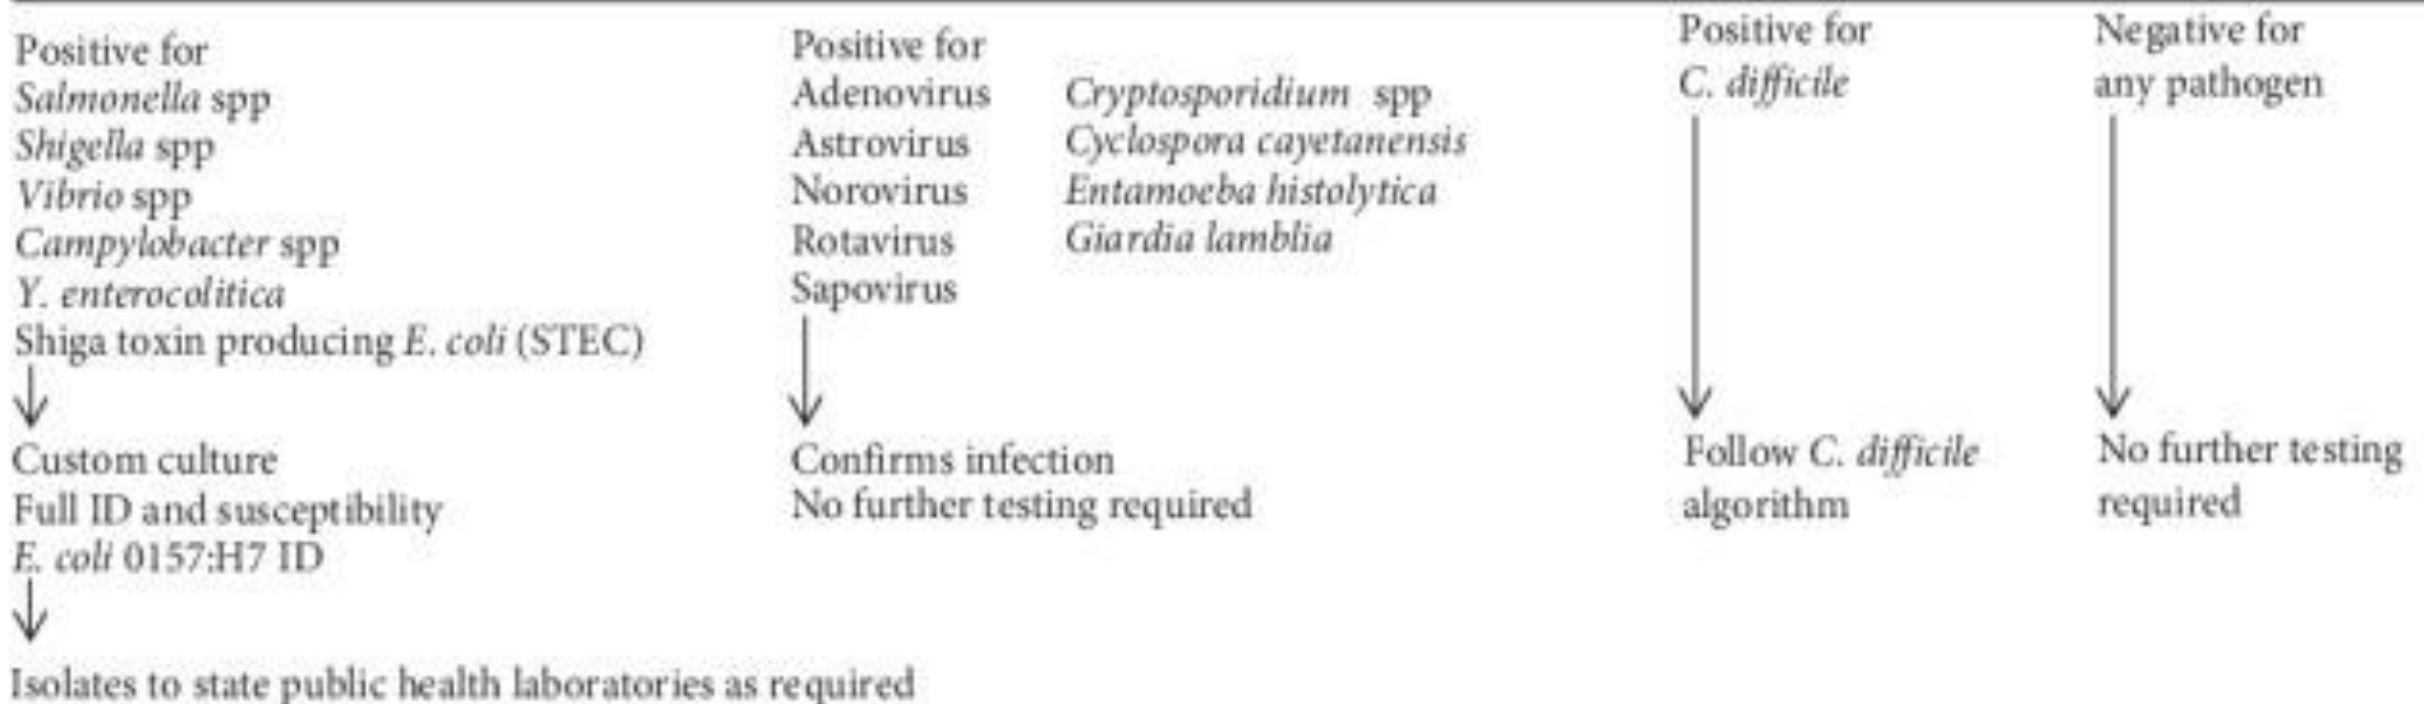 Positive for
Salmonella spp
Shigella spp
Vibrio spp
Campylobacter spp
Y. enterocolitica
Shiga toxin producing E. coli (STEC)
Custom culture
Full ID and susceptibility
E. coli 0157:H7 ID
Isolates to state public health laboratories as required
Positive for
Adenovirus
Astrovirus
Norovirus
Rotavirus
Sapovirus
Cryptosporidium spp
Cyclospora cayetanensis
Entamoeba histolytica
Giardia lamblia
Confirms infection
No further testing required
Positive for
C. difficile
Follow C. difficile
algorithm
Negative for
any pathogen
No further testing
required